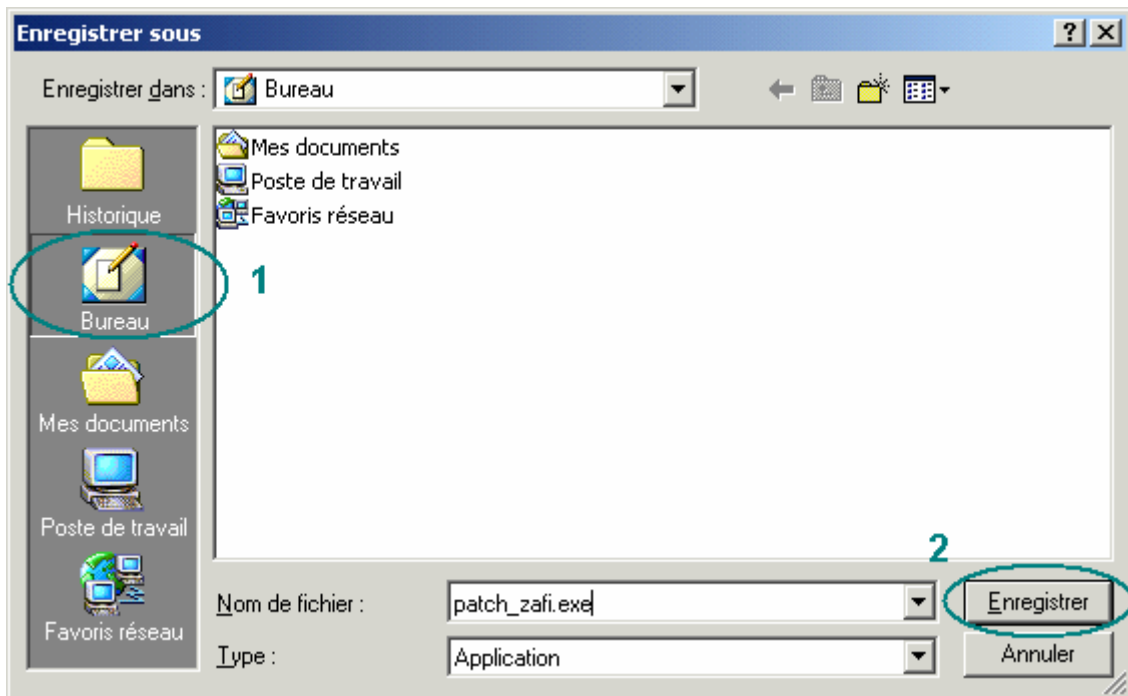 Enregistrer sous
Enregistrer dans : Bureau
Historique
Bureau
1
Mes documents
Poste de travail
Favoris réseau
Mes documents
Poste de travail
Favoris réseau
2
Nom de fichier : patch_zafi.exe Enregistrer
Type : Application Annuler